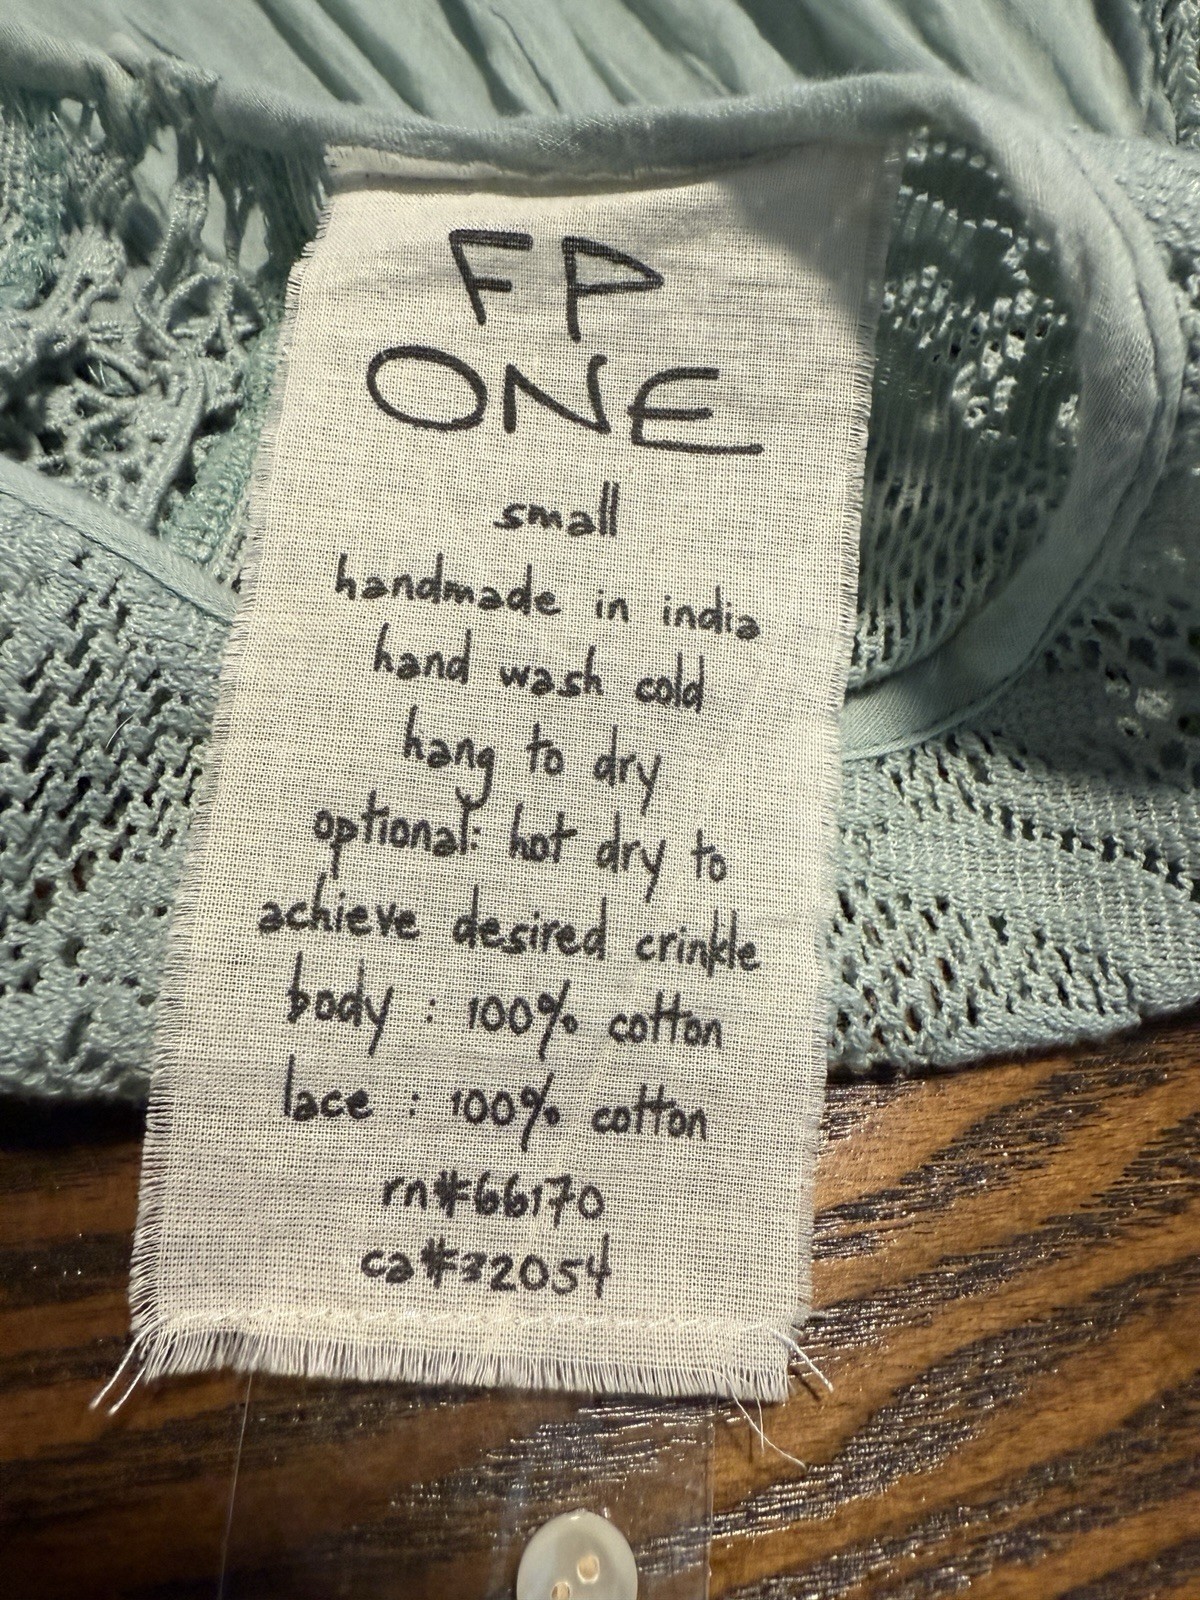 FP
ONE
small
handmade in india
hand wash cold
hang to dry
optional: hot dry to
achieve desired crinkle
body : 100% cotton
lace : 100% cotton
rn#66170
ca#32054